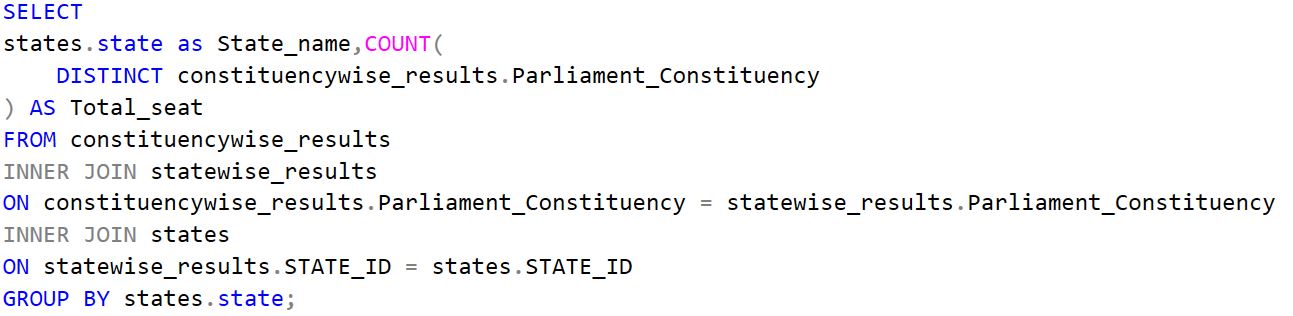 SELECT
states.state as State_name,COUNT(
    DISTINCT constituencywise_results.Parliament_Constituency
) AS Total_seat
FROM constituencywise_results
INNER JOIN statewise_results
ON constituencywise_results.Parliament_Constituency = statewise_results.Parliament_Constituency
INNER JOIN states
ON statewise_results.STATE_ID = states.STATE_ID
GROUP BY states.state;